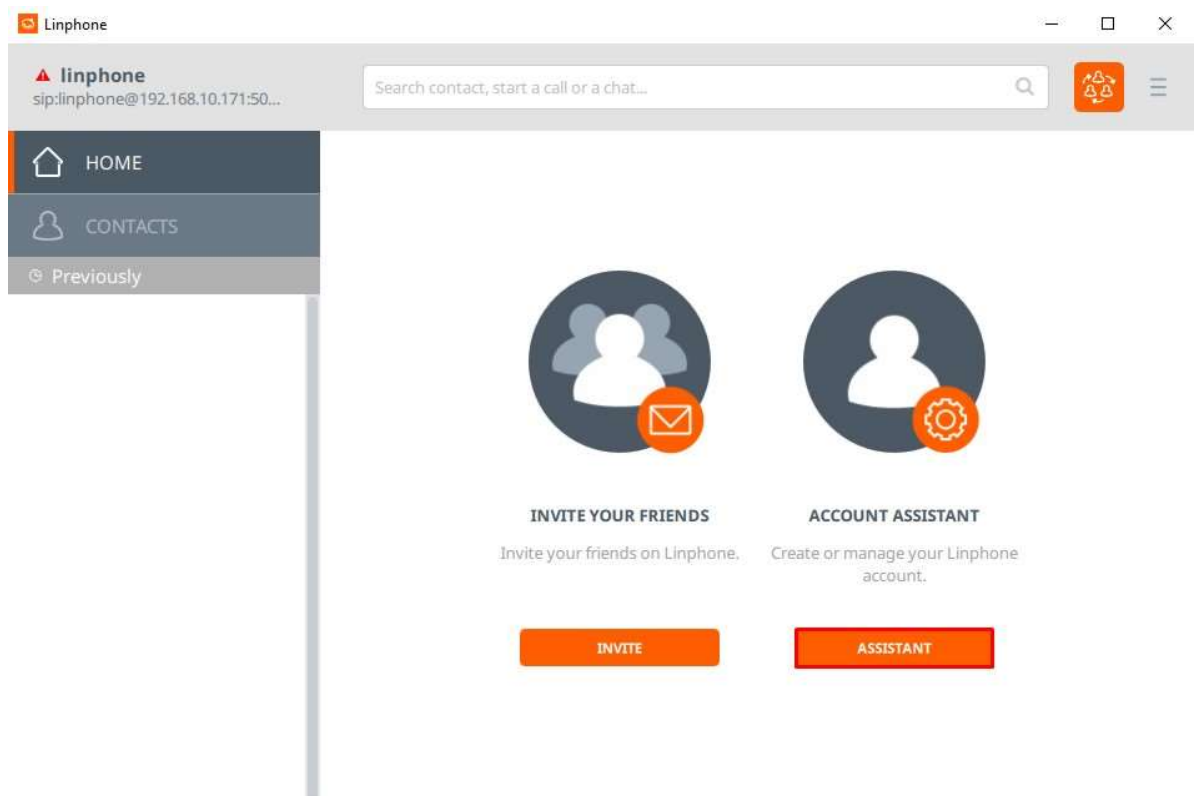 Linphone
linphone
sip:linphone@192.168.10.171:50...
Search contact, start a call or a chat...
HOME
CONTACTS
Previously
INVITE YOUR FRIENDS
Invite your friends on Linphone.
INVITE
ACCOUNT ASSISTANT
Create or manage your Linphone
account.
ASSISTANT